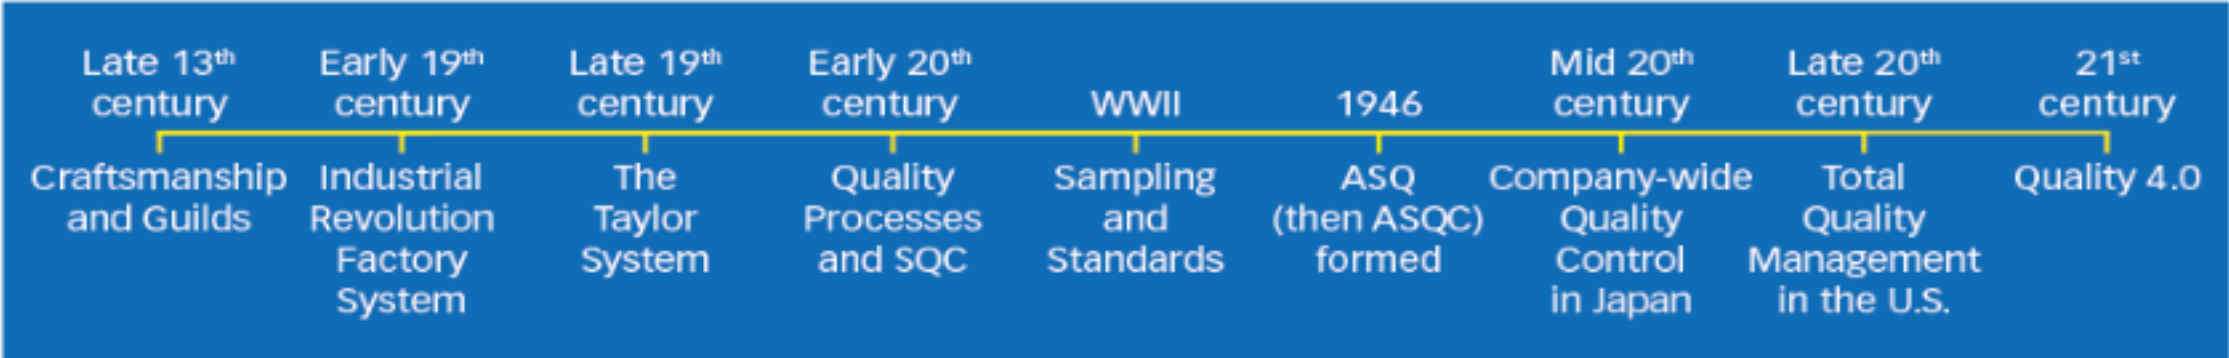 Late 13th
century
Craftsmanship
and Guilds
Early 19th
century
Industrial
Revolution
Factory
System
Late 19th
century
The
Taylor
System
Early 20th
century
Quality
Processes
and SQC
WWII
Sampling
and
Standards
1946
ASQ
(then ASQC)
formed
Mid 20th
century
Company-wide
Quality
Control
in Japan
Late 20th
century
Total
Quality
Management
in the U.S.
21st
century
Quality 4.0